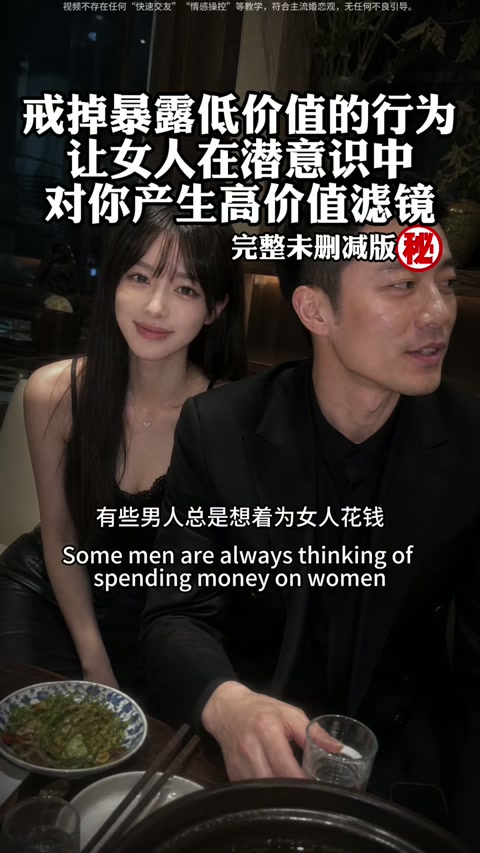 视频不存在任何“快速交友”“情感操控”等教学，符合主流婚恋观，无任何不良引导。
戒掉暴露低价值的行为
让女人在潜意识中
对你产生高价值滤镜
完整未删减版 秘
有些男人总是想着为女人花钱
Some men are always thinking of
spending money on women